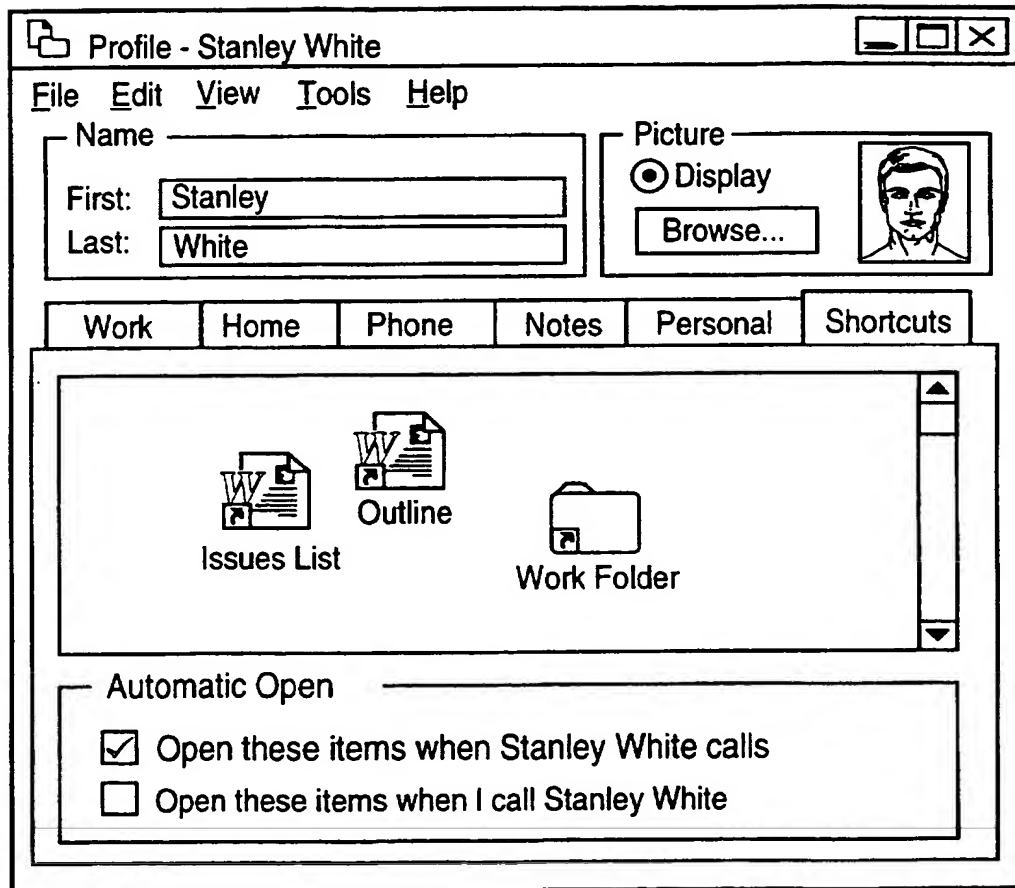 Profile - Stanley White
File Edit View Tools Help
Name
First: Stanley
Last: White
Picture
Display
Browse...
Work Home Phone Notes Personal Shortcuts
W
Outline
W
Issues List
Work Folder
Automatic Open
Open these items when Stanley White calls
Open these items when I call Stanley White